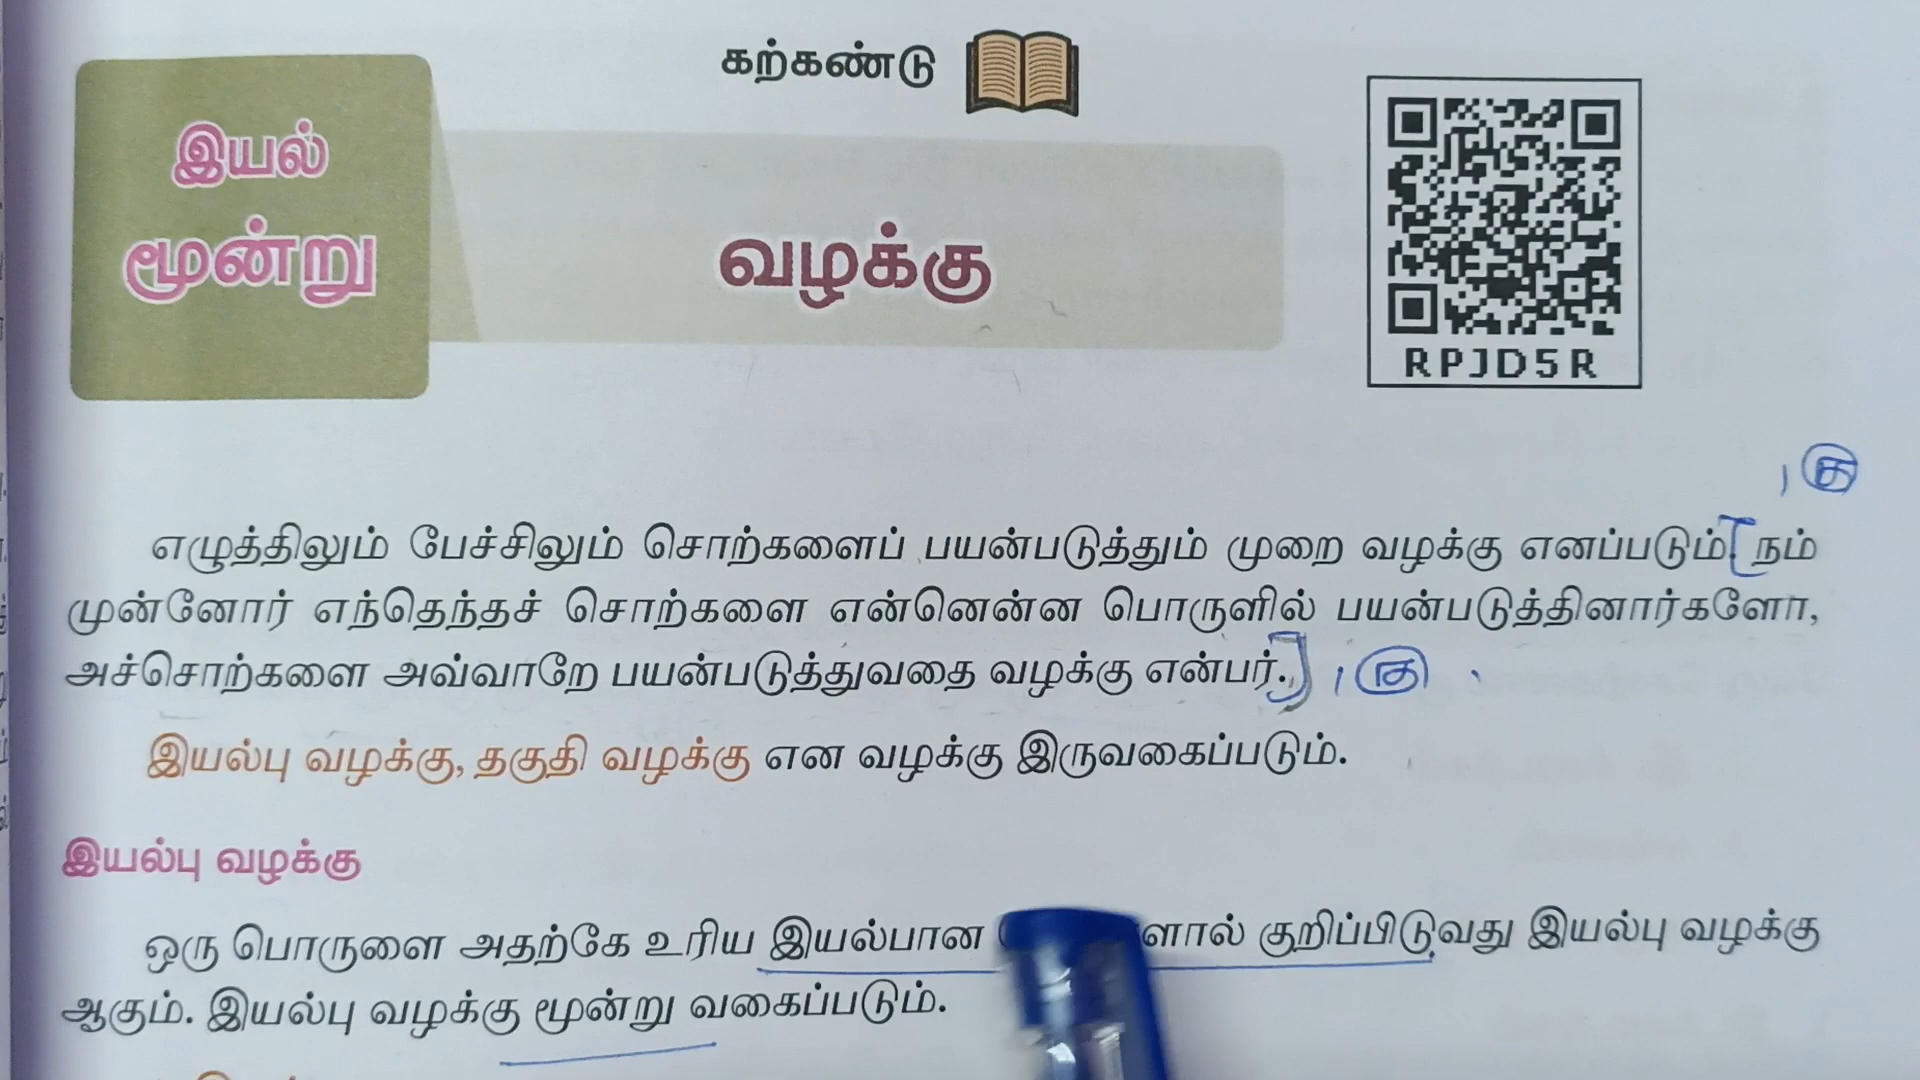 கற்கண்டு
இயல்
மூன்று
வழக்கு
RPJD5R
எழுத்திலும் பேச்சிலும் சொற்களைப் பயன்படுத்தும் முறை வழக்கு எனப்படும். நம்
முன்னோர் எந்தெந்தச் சொற்களை என்னென்ன பொருளில் பயன்படுத்தினார்களோ,
அச்சொற்களை அவ்வாறே பயன்படுத்துவதை வழக்கு என்பர்.
இயல்பு வழக்கு, தகுதி வழக்கு என வழக்கு இருவகைப்படும்.
இயல்பு வழக்கு
ஒரு பொருளை அதற்கே உரிய இயல்பான குறிப்பிடுவது இயல்பு வழக்கு
ஆகும். இயல்பு வழக்கு மூன்று வகைப்படும்.